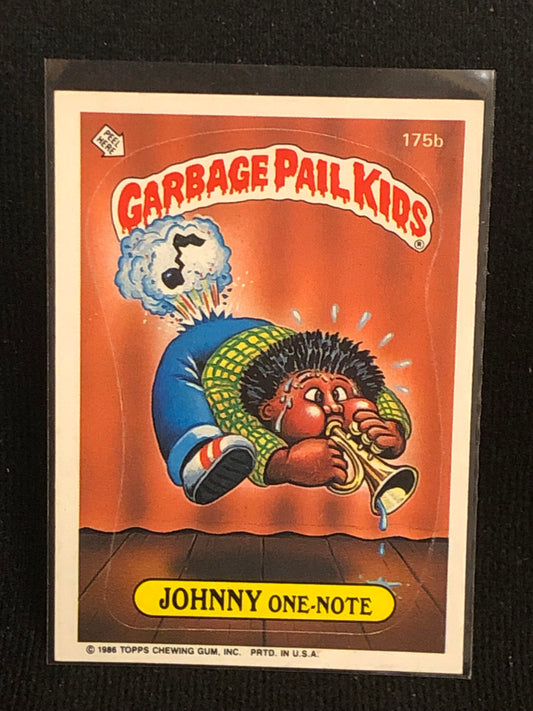 PEEL HERE
175b
GARBAGE PAIL KIDS
®
JOHNNY ONE-NOTE
© 1986 TOPPS CHEWING GUM, INC. PRTD. IN U.S.A.